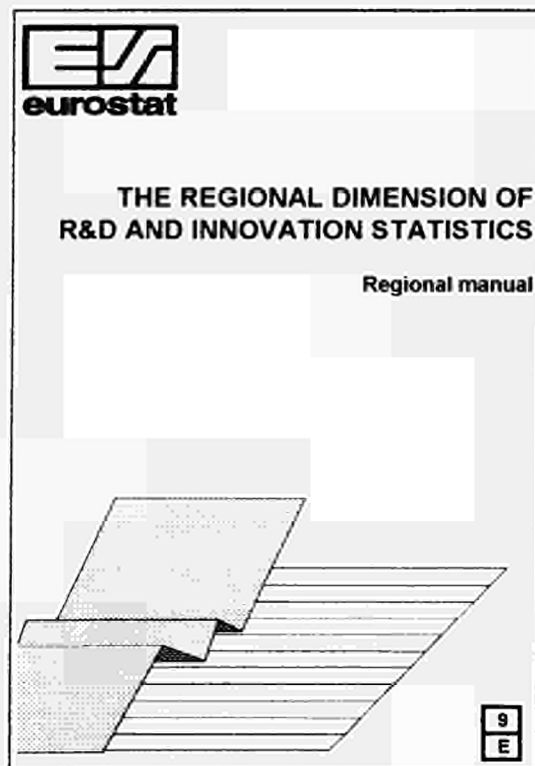 eurostat
THE REGIONAL DIMENSION OF
R&D AND INNOVATION STATISTICS
Regional manual
9
E